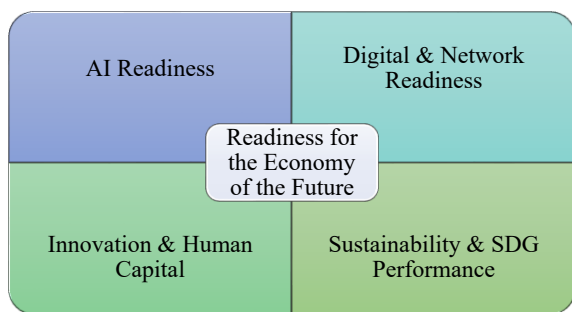 AI Readiness
Digital & Network
Readiness
Readiness for
the Economy
of the Future
Innovation & Human
Capital
Sustainability & SDG
Performance